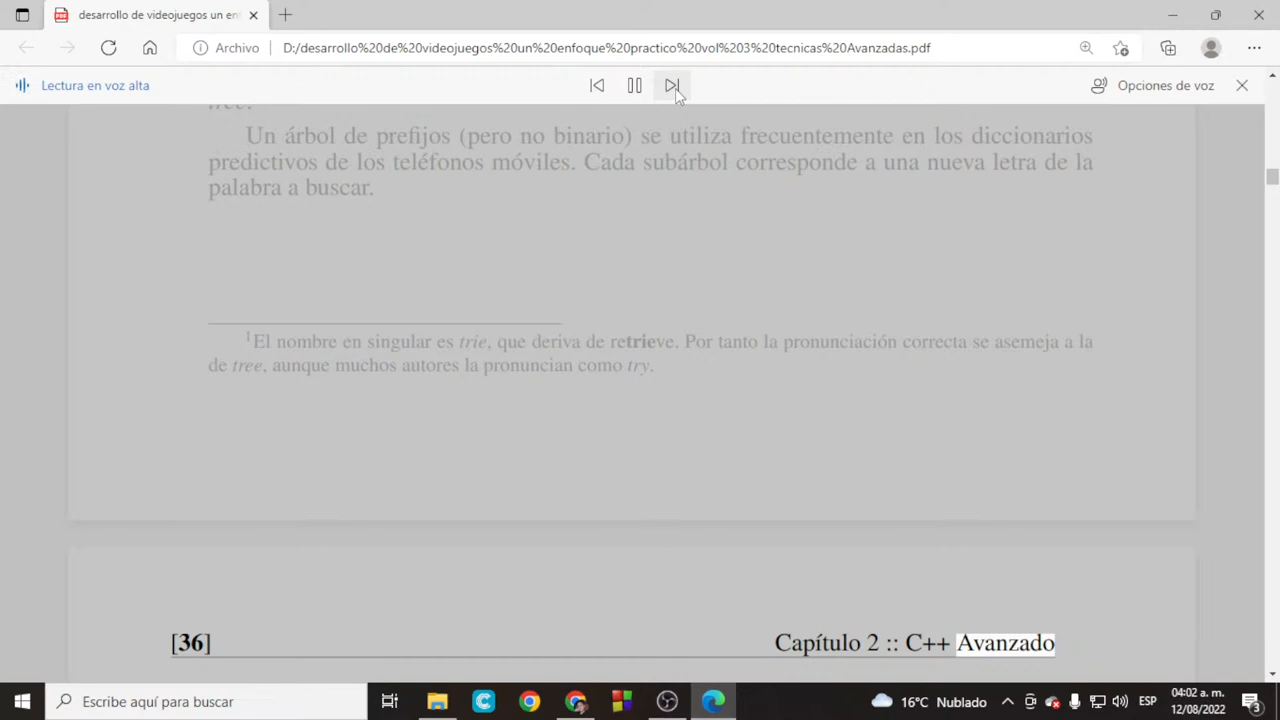 desarrollo de videojuegos un en
Archivo
D:/desarrollo%20de%20videojuegos%20un%20enfoque%20practico%20vol%203%20tecnicas%20Avanzadas.pdf
Lectura en voz alta
Opciones de voz
tree.
Un árbol de prefijos (pero no binario) se utiliza frecuentemente en los diccionarios
predictivos de los teléfonos móviles. Cada subárbol corresponde a una nueva letra de la
palabra a buscar.
1El nombre en singular es trie, que deriva de retrieve. Por tanto la pronunciación correcta se asemeja a la
de tree, aunque muchos autores la pronuncian como try.
[36]
Capítulo 2 :: C++ Avanzado
Escribe aquí para buscar
16°C Nublado
ESP
04:02 a. m.
12/08/2022
3